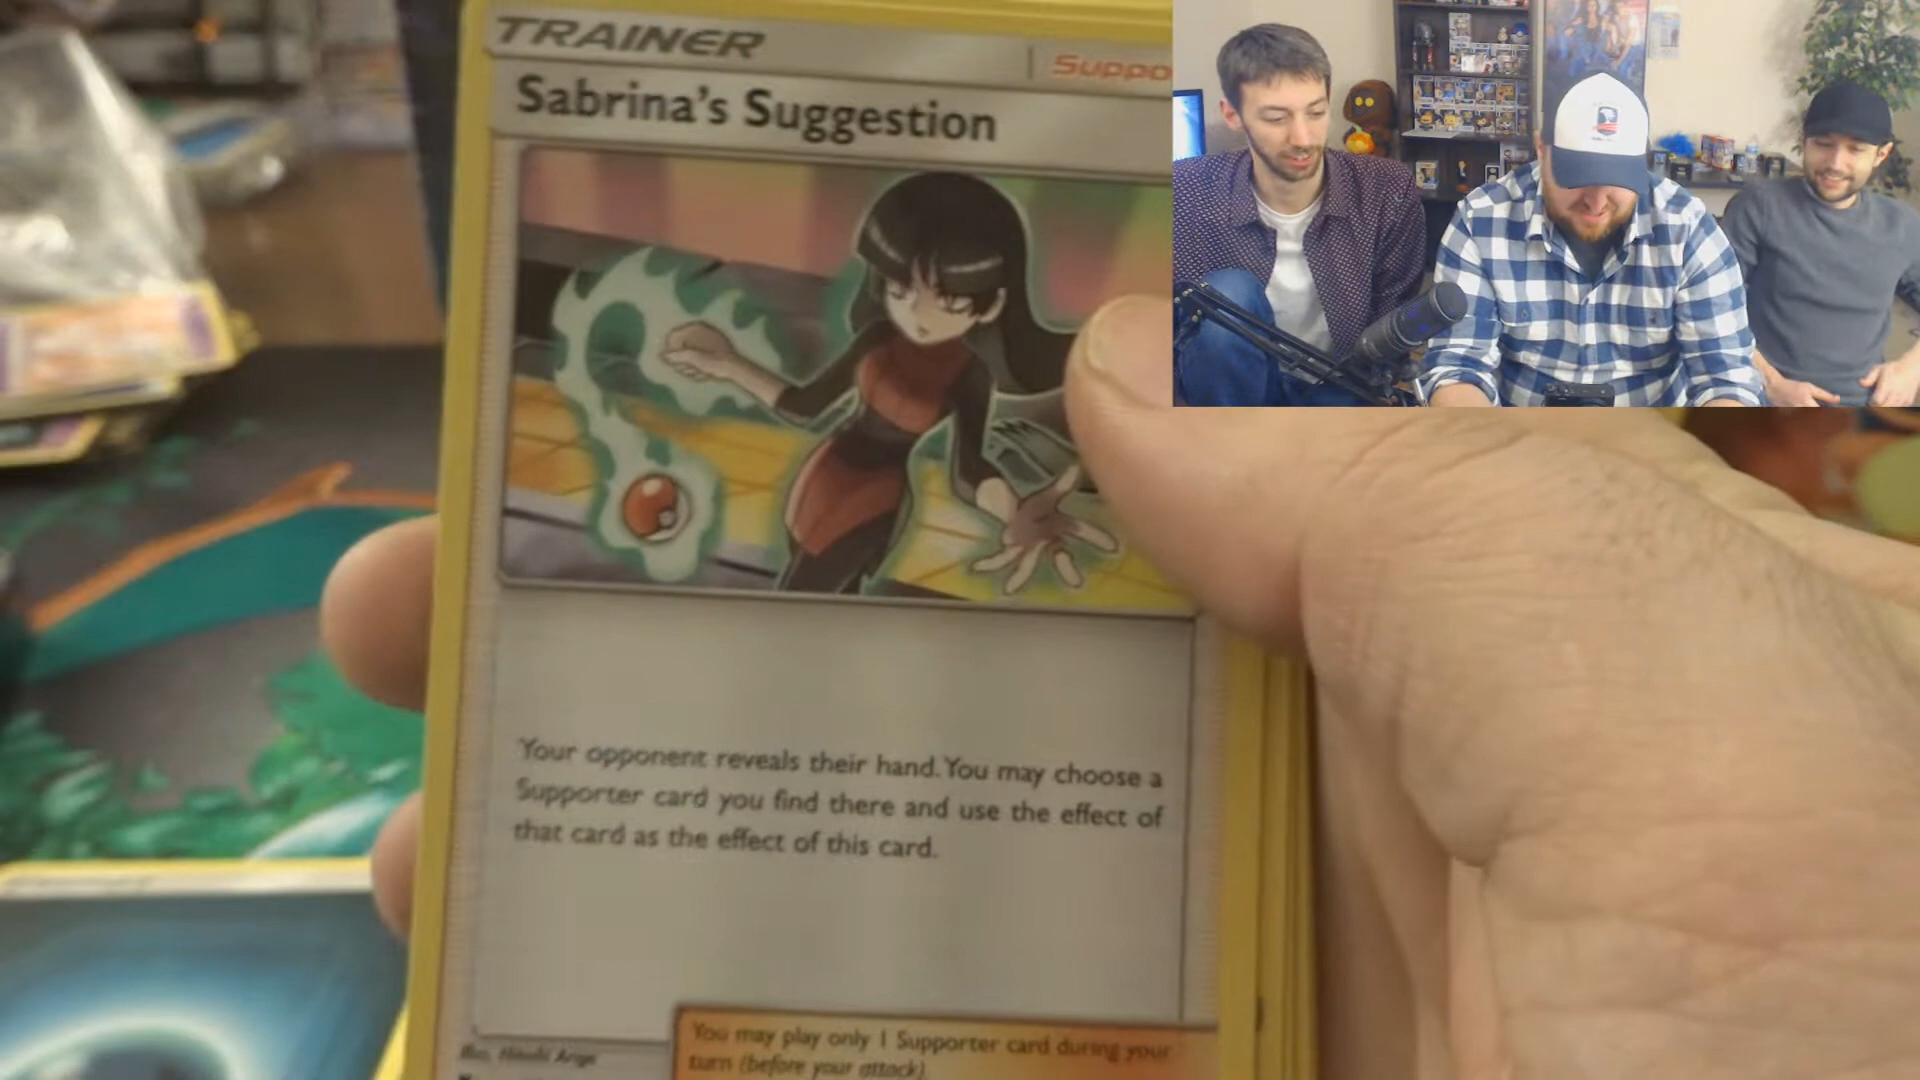 TRAINER
Suppo
Sabrina's Suggestion
Your opponent reveals their hand. You may choose a
Supporter card you find there and use the effect of
that card as the effect of this card.
You may play only 1 Supporter card during your
turn (before your attack).